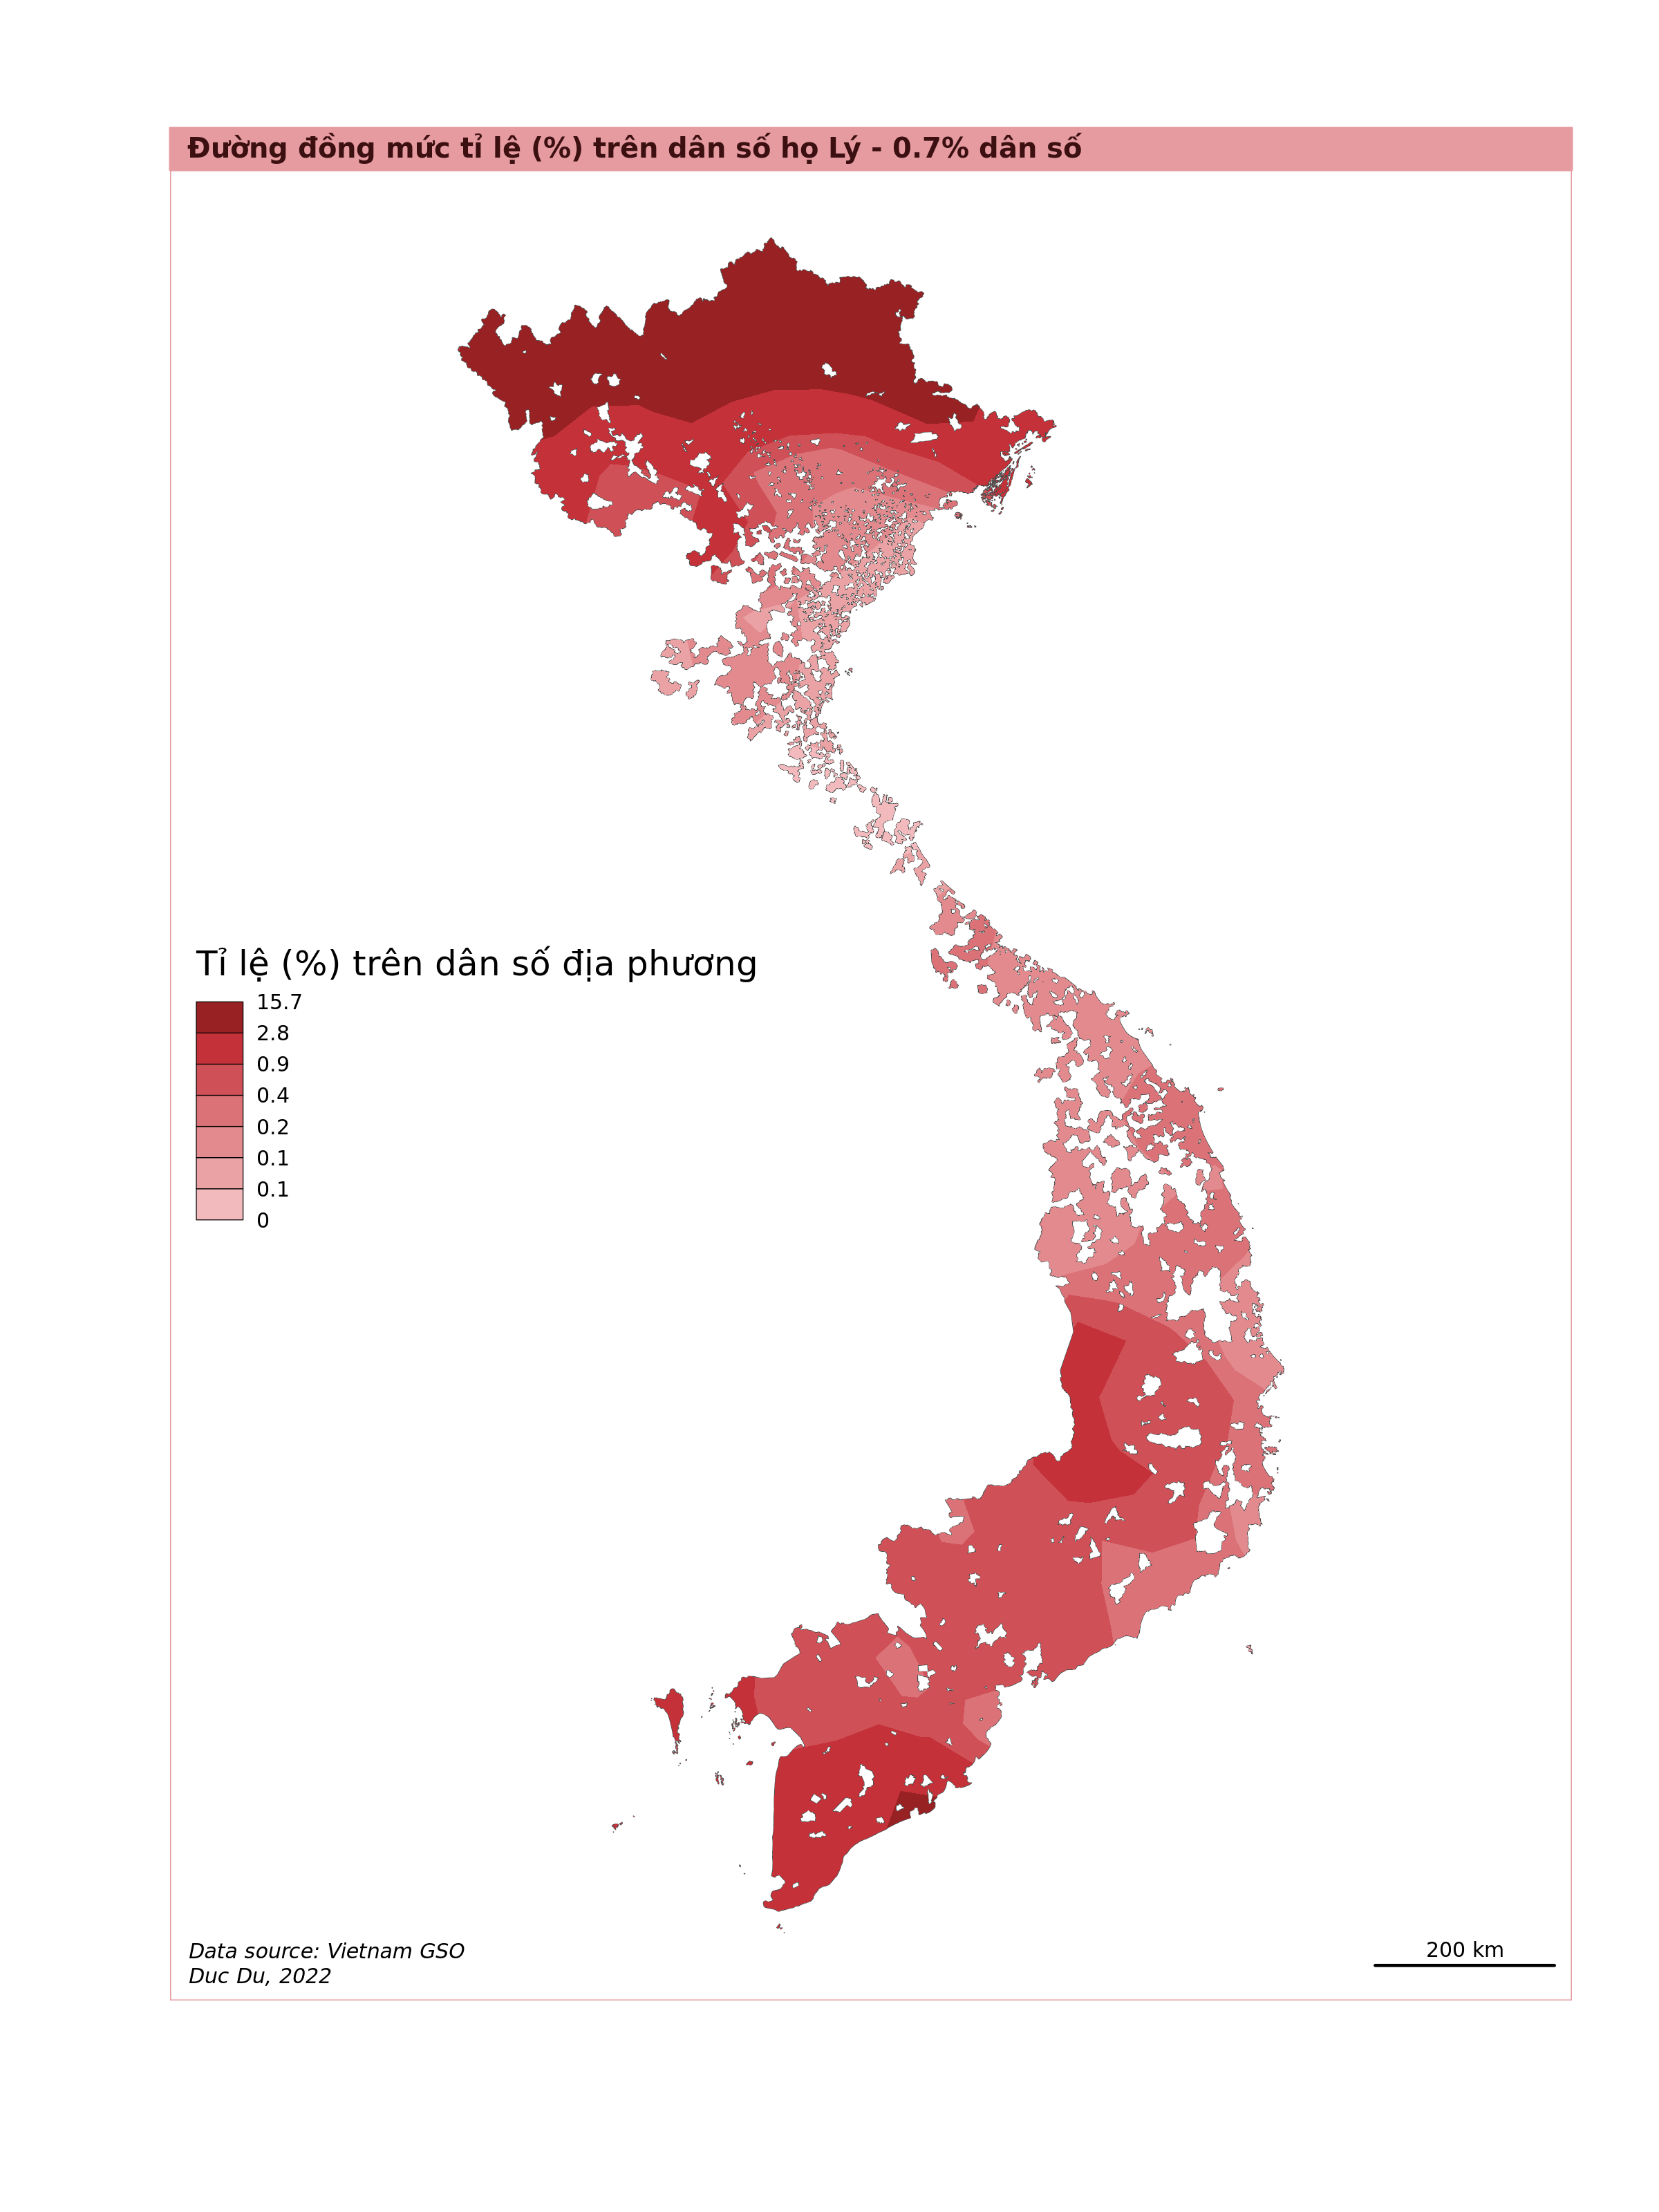 Đường đồng mức tỉ lệ (%) trên dân số họ Lý - 0.7% dân số
Tỉ lệ (%) trên dân số địa phương
15.7
2.8
0.9
0.4
0.2
0.1
0.1
0
Data source: Vietnam GSO
Duc Du, 2022
200 km